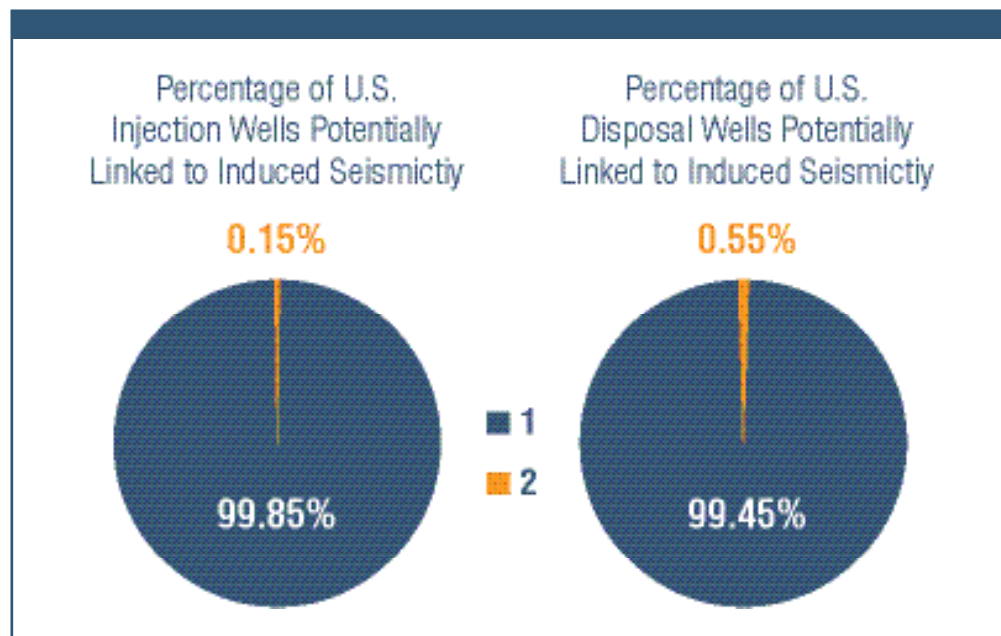 Percentage of U.S.
Injection Wells Potentially
Linked to Induced Seismictiy
0.15%
99.85%
Percentage of U.S.
Disposal Wells Potentially
Linked to Induced Seismictiy
0.55%
99.45%
1
2